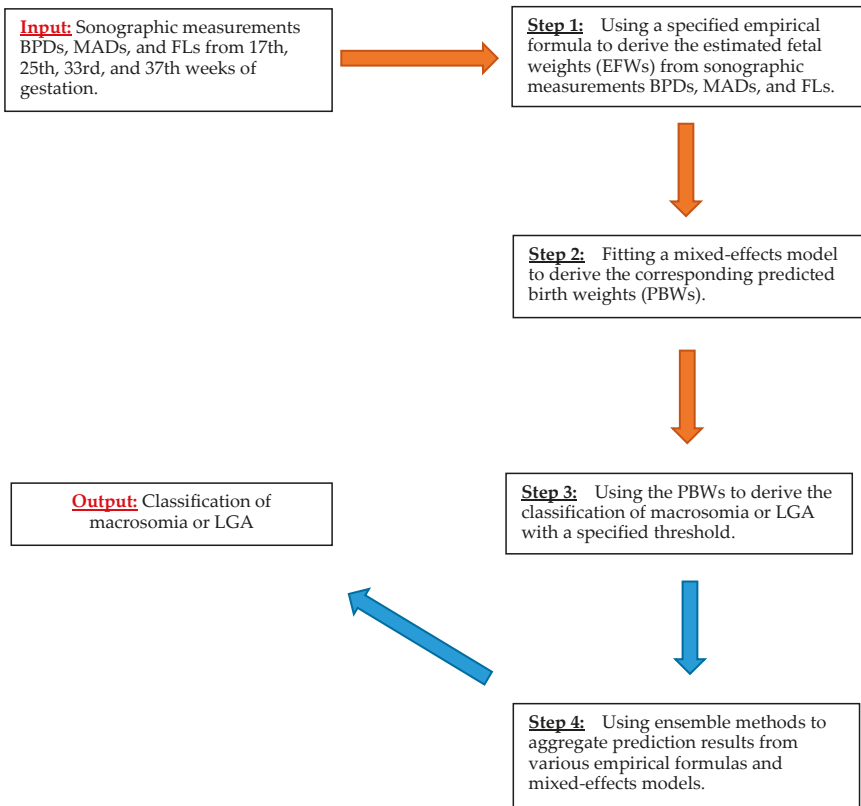 Input: Sonographic measurements
BPDs, MADs, and FLs from 17th,
25th, 33rd, and 37th weeks of
gestation.
Step 1: Using a specified empirical
formula to derive the estimated fetal
weights (EFWs) from sonographic
measurements BPDs, MADs, and FLs.
Step 2: Fitting a mixed-effects model
to derive the corresponding predicted
birth weights (PBWs).
Step 3: Using the PBWs to derive the
classification of macrosomia or LGA
with a specified threshold.
Output: Classification of
macrosomia or LGA
Step 4: Using ensemble methods to
aggregate prediction results from
various empirical formulas and
mixed-effects models.